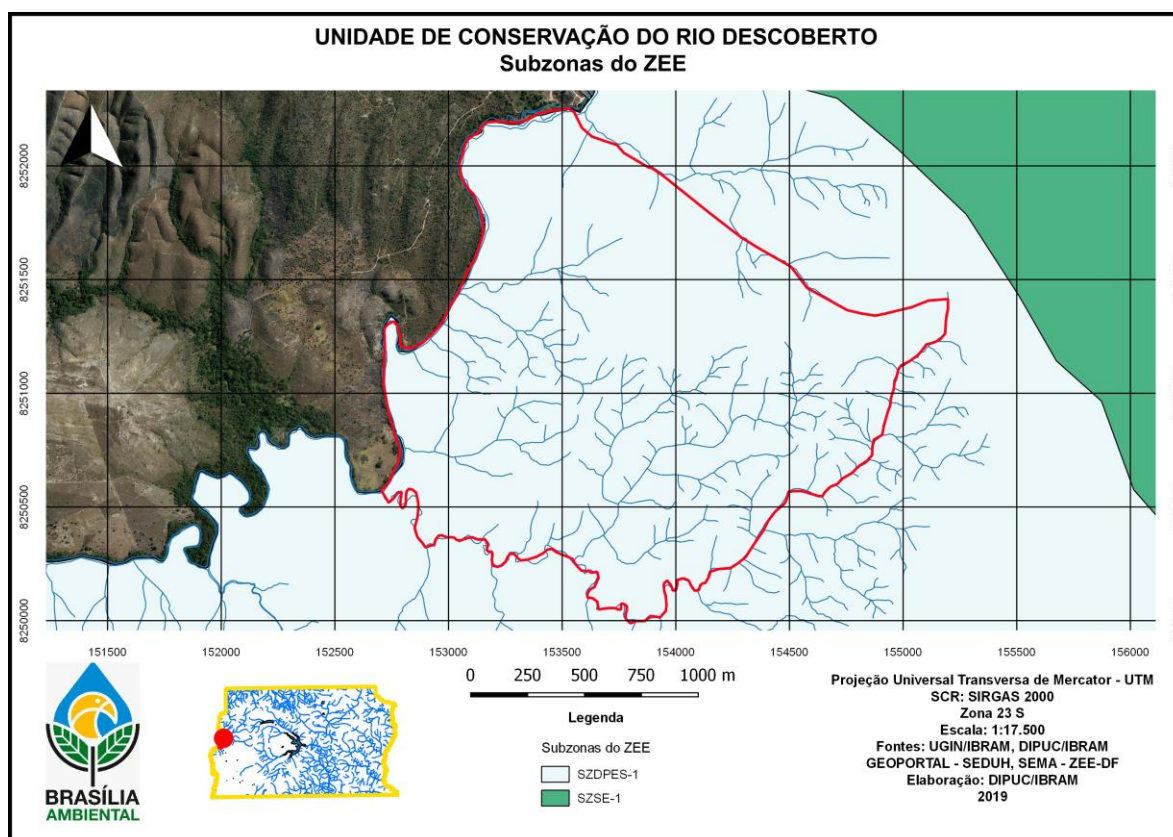 UNIDADE DE CONSERVAÇÃO DO RIO DESCOBERTO
Subzonas do ZEE
8252000
8251500
8251000
8250500
8250000
151500 152000 152500 153000 153500 154000 154500 155000 155500 156000
0 250 500 750 1000 m
Legenda
Subzonas do ZEE
SZDPES-1
SZSE-1
BRASÍLIA
AMBIENTAL
Projeção Universal Transversa de Mercator - UTM
SCR: SIRGAS 2000
Zona 23 S
Escala: 1:17.500
Fontes: UGIN/IBRAM, DIPUC/IBRAM
GEOPORTAL - SEDUH, SEMA - ZEE-DF
Elaboração: DIPUC/IBRAM
2019